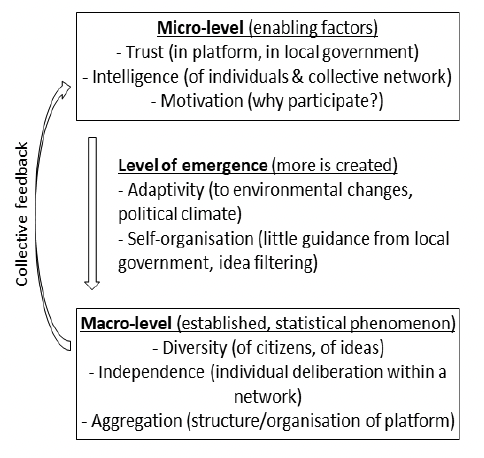 Micro-level (enabling factors)
- Trust (in platform, in local government)
- Intelligence (of individuals & collective network)
- Motivation (why participate?)
Collective feedback
Level of emergence (more is created)
- Adaptivity (to environmental changes,
political climate)
- Self-organisation (little guidance from local
government, idea filtering)
Macro-level (established, statistical phenomenon)
- Diversity (of citizens, of ideas)
- Independence (individual deliberation within a
network)
- Aggregation (structure/organisation of platform)